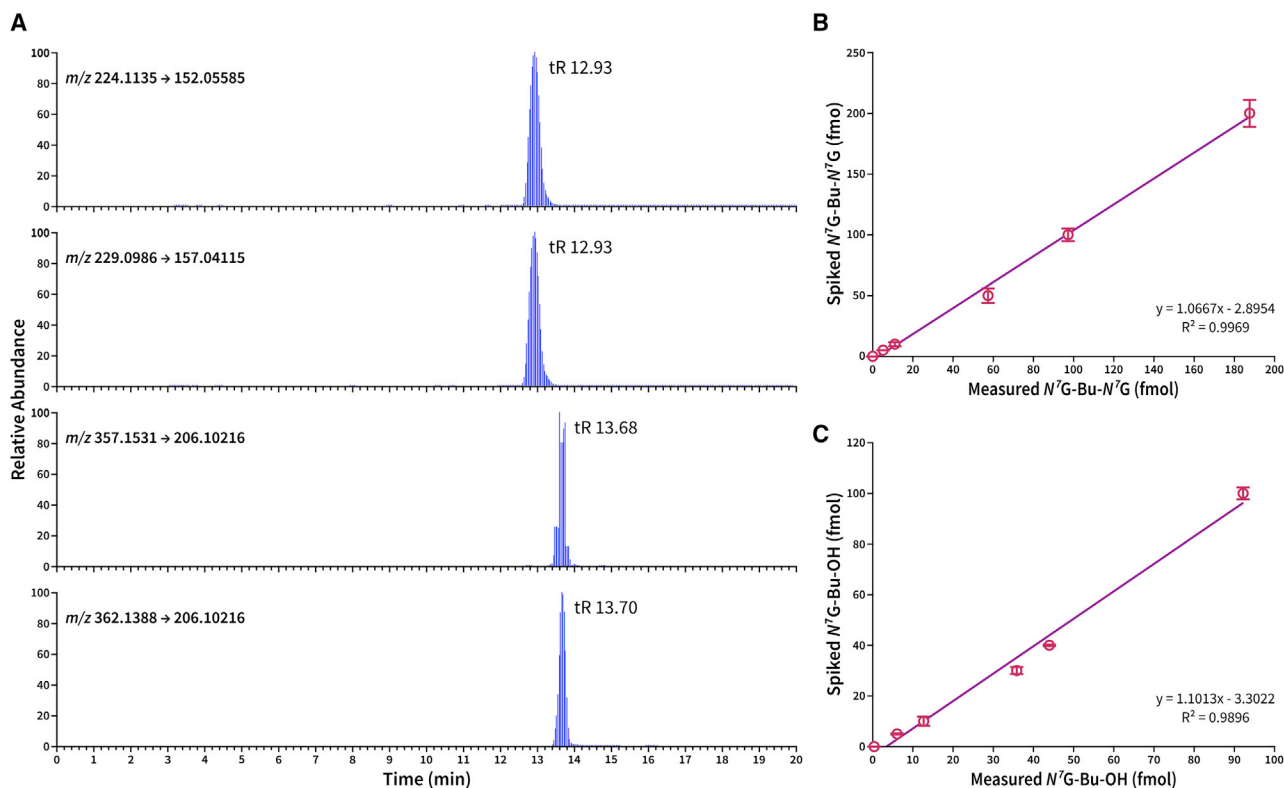 A
Relative Abundance
m/z 224.1135 → 152.05585
tR 12.93
100
80
60
40
20
0
m/z 229.0986 → 157.04115
tR 12.93
100
80
60
40
20
0
m/z 357.1531 → 206.10216
tR 13.68
100
80
60
40
20
0
m/z 362.1388 → 206.10216
tR 13.70
100
80
60
40
20
0
0 1 2 3 4 5 6 7 8 9 10 11 12 13 14 15 16 17 18 19 20
Time (min)
B
Spiked N⁷G-Bu-N⁷G (fmo)
250
200
150
100
50
0
y = 1.0667x - 2.8954
R² = 0.9969
0 20 40 60 80 100 120 140 160 180 200
Measured N⁷G-Bu-N⁷G (fmol)
C
Spiked N⁷G-Bu-OH (fmol)
120
100
80
60
40
20
0
y = 1.1013x - 3.3022
R² = 0.9896
0 10 20 30 40 50 60 70 80 90 100
Measured N⁷G-Bu-OH (fmol)